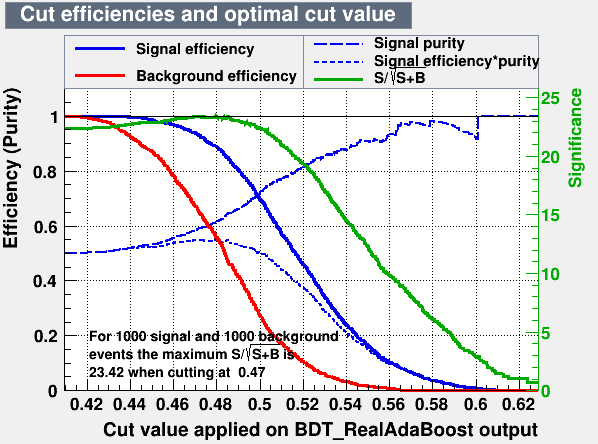 Cut efficiencies and optimal cut value
Signal efficiency
Background efficiency
Signal purity
Signal efficiency*purity
S/√S+B
Efficiency (Purity)
1
0.8
0.6
0.4
0.2
0
25
20
15
10
5
0
Significance
For 1000 signal and 1000 background
events the maximum S/√S+B is
23.42 when cutting at 0.47
0.42 0.44 0.46 0.48 0.5 0.52 0.54 0.56 0.58 0.6 0.62
Cut value applied on BDT_RealAdaBoost output